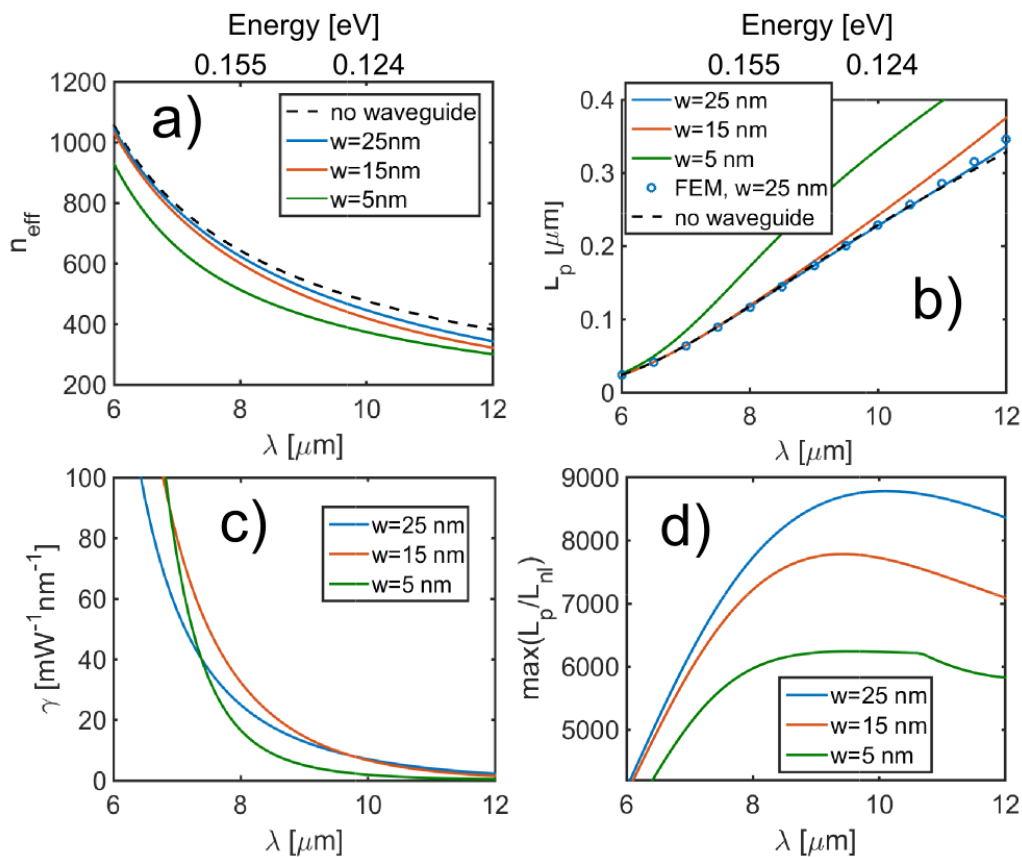 Energy [eV]
0.155 0.124
1200
1000
800
600
400
200
n_eff
a)
no waveguide
w=25nm
w=15nm
w=5nm
6 8 10 12
λ [μm]
Energy [eV]
0.155 0.124
0.4
0.3
0.2
0.1
0
L_p [μm]
w=25 nm
w=15 nm
w=5 nm
FEM, w=25 nm
no waveguide
b)
6 8 10 12
λ [μm]
100
80
60
40
20
0
γ [mW⁻¹nm⁻¹]
c)
w=25 nm
w=15 nm
w=5 nm
6 8 10 12
λ [μm]
9000
8000
7000
6000
5000
max(L_p/L_nl)
d)
w=25 nm
w=15 nm
w=5 nm
6 8 10 12
λ [μm]